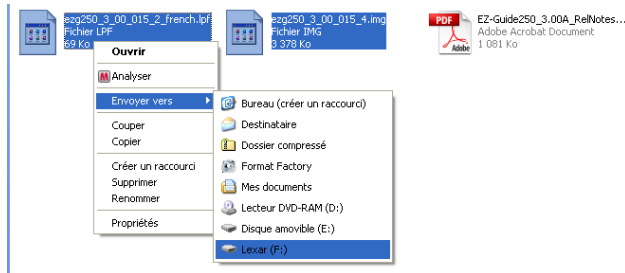 ezg250_3_00_015_2_french.lpf
Fichier LPF
69 Ko
ezg250_3_00_015_4.img
Fichier IMG
3 378 Ko
PDF
Adobe
EZ-Guide250_3.00A_RelNotes...
Adobe Acrobat Document
1 081 Ko
Ouvrir
Analyser
Envoyer vers
Couper
Copier
Créer un raccourci
Supprimer
Renommer
Propriétés
Bureau (créer un raccourci)
Destinataire
Dossier compressé
Format Factory
Mes documents
Lecteur DVD-RAM (D:)
Disque amovible (E:)
Lexar (F:)